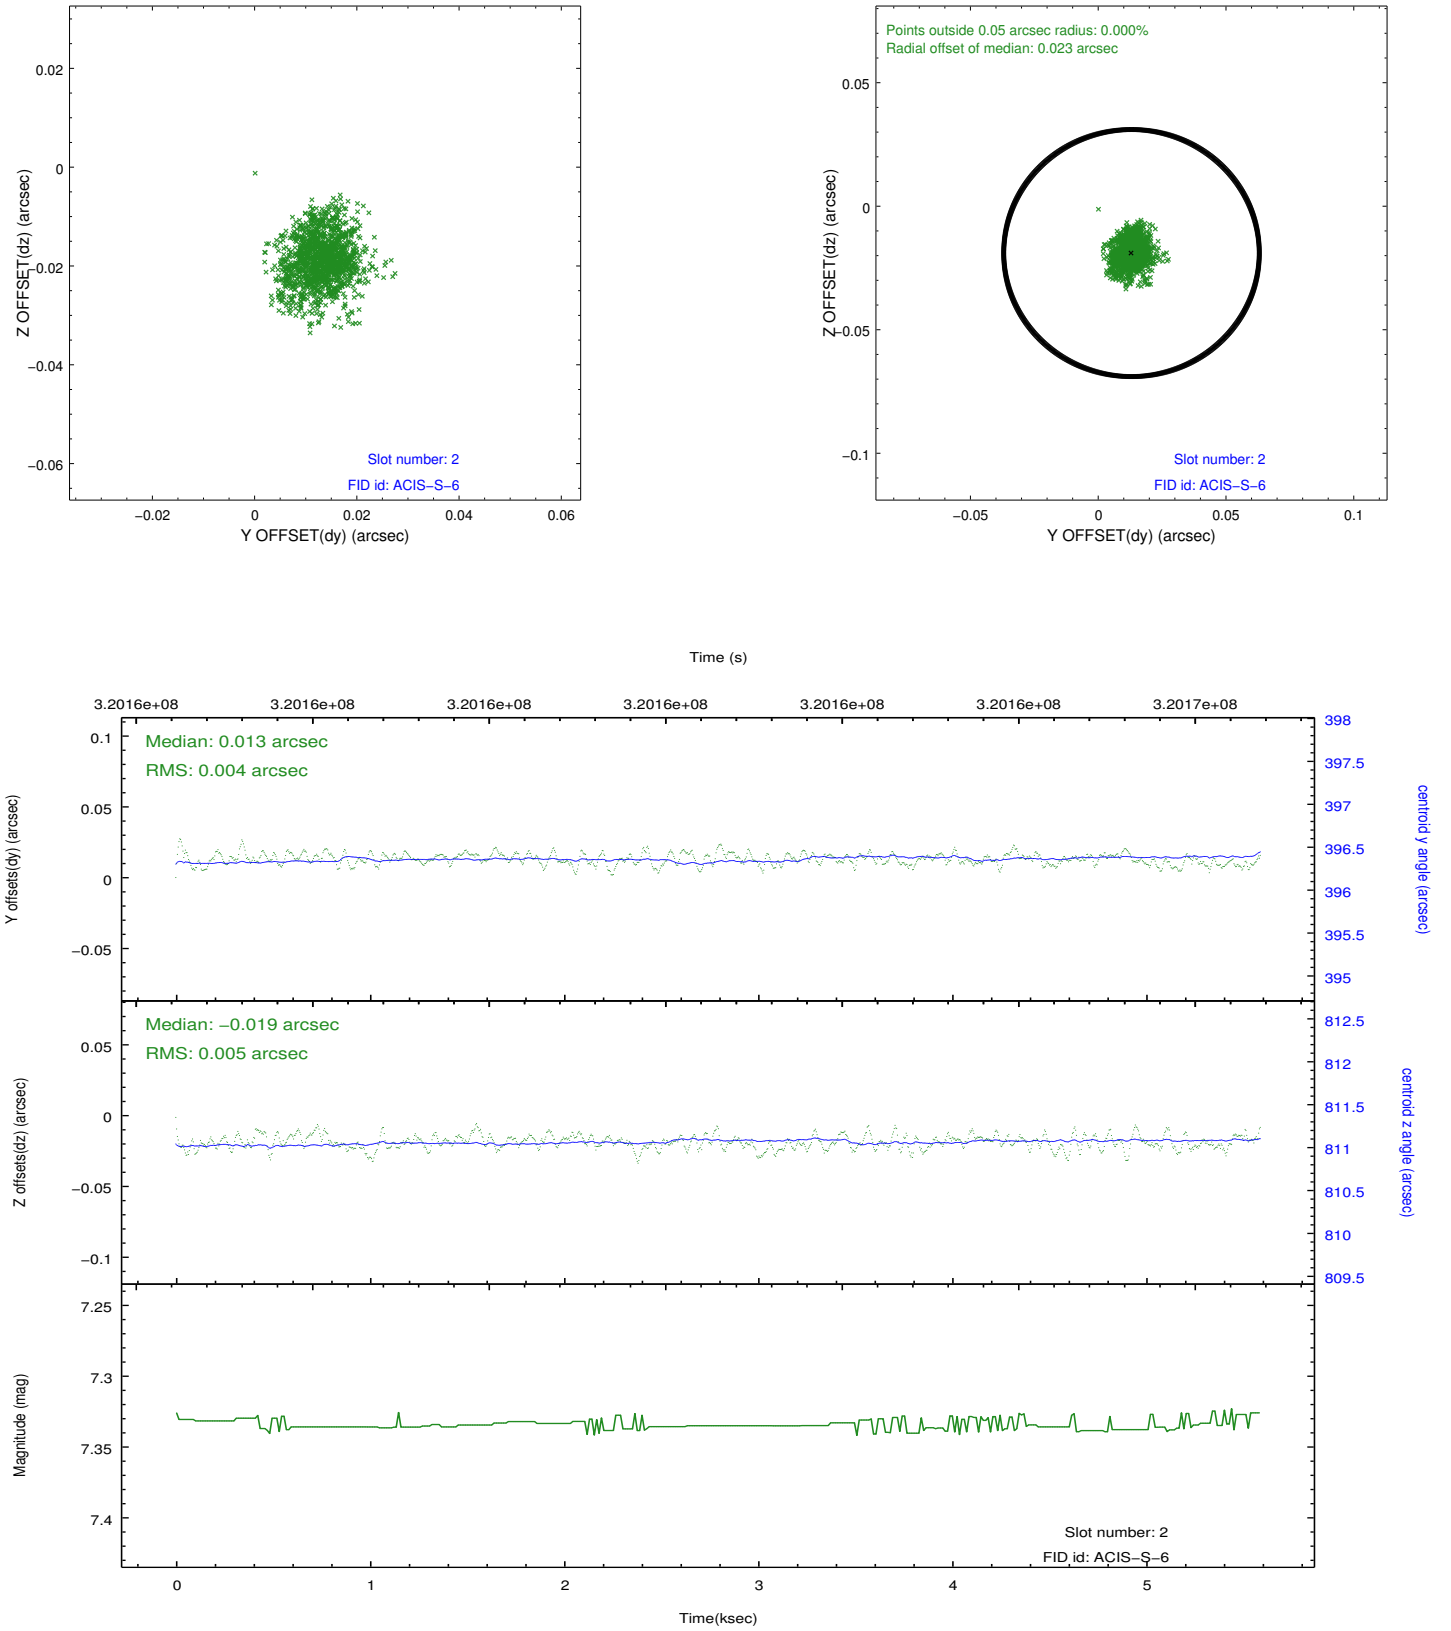 0.02
0
−0.02
−0.04
−0.06
Z OFFSET(dz) (arcsec)
Slot number: 2
FID id: ACIS−S−6
−0.02
0
0.02
0.04
0.06
Y OFFSET(dy) (arcsec)
Points outside 0.05 arcsec radius: 0.000%
Radial offset of median: 0.023 arcsec
0.05
0
−0.05
−0.1
Z OFFSET(dz) (arcsec)
Slot number: 2
FID id: ACIS−S−6
−0.05
0
0.05
0.1
Y OFFSET(dy) (arcsec)
Time (s)
3.2016e+08
3.2016e+08
3.2016e+08
3.2016e+08
3.2016e+08
3.2016e+08
3.2017e+08
Median: 0.013 arcsec
RMS: 0.004 arcsec
0.1
0.05
0
−0.05
Y offsets(dy) (arcsec)
398
397.5
397
396.5
396
395.5
395
centroid y angle (arcsec)
Median: −0.019 arcsec
RMS: 0.005 arcsec
0.05
0
−0.05
−0.1
Z offsets(dz) (arcsec)
812.5
812
811.5
811
810.5
810
809.5
centroid z angle (arcsec)
7.25
7.3
7.35
7.4
Magnitude (mag)
Slot number: 2
FID id: ACIS−S−6
0
1
2
3
4
5
Time(ksec)